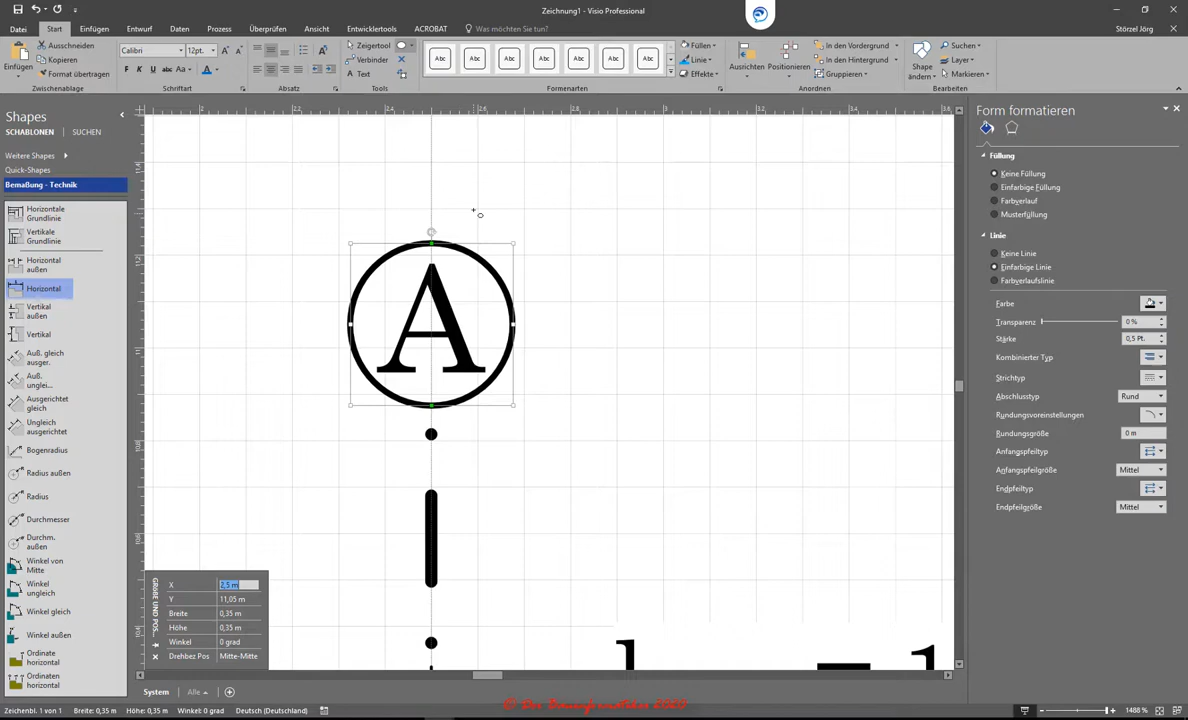 Zeichnung1 - Visio Professional
Datei
Start
Einfügen
Entwurf
Daten
Prozess
Überprüfen
Ansicht
Entwicklertools
ACROBAT
Was möchten Sie tun?
Störzel Jörg
Einfügen
Ausschneiden
Kopieren
Format übertragen
Zwischenablage
Calibri
12pt.
F K U abc Aa
Schriftart
Absatz
Zeigertool
Verbinder
Text
Tools
Abc Abc Abc Abc Abc Abc Abc
Formenarten
Füllen
Linie
Effekte
Ausrichten
Positionieren
In den Vordergrund
In den Hintergrund
Gruppieren
Anordnen
Shape ändern
Suchen
Layer
Markieren
Bearbeiten
Shapes
SCHABLONEN
SUCHEN
Weitere Shapes
Quick-Shapes
Bemaßung - Technik
Horizontale
Grundlinie
Vertikale
Grundlinie
Horizontal
außen
Horizontal
Vertikal
außen
Vertikal
Auß. gleich
ausger.
Auß.
unglei...
Ausgerichtet
gleich
Ungleich
ausgerichtet
Bogenradius
Radius außen
Radius
Durchmesser
Durchm.
außen
Winkel von
Mitte
Winkel
ungleich
Winkel gleich
Winkel außen
Ordinate
horizontal
Ordinaten
horizontal
A
GRÖßE UND POS...
X 2,5 m
Y 11,05 m
Breite 0,35 m
Höhe 0,35 m
Winkel 0 grad
Drehbez Pos Mitte-Mitte
Form formatieren
Füllung
Keine Füllung
Einfarbige Füllung
Farbverlauf
Musterfüllung
Linie
Keine Linie
Einfarbige Linie
Farbverlaufslinie
Farbe
Transparenz 0 %
Stärke 0,5 Pt.
Kombinierter Typ
Strichtyp
Abschlusstyp Rund
Rundungsvoreinstellungen
Rundungsgröße 0 m
Anfangspfeiltyp
Anfangspfeilgröße Mittel
Endpfeiltyp
Endpfeilgröße Mittel
System
Alle
© Der Bauinformatiker 2020
Zeichenbl. 1 von 1
Breite: 0,35 m
Höhe: 0,35 m
Winkel: 0 grad
Deutsch (Deutschland)
1488 %